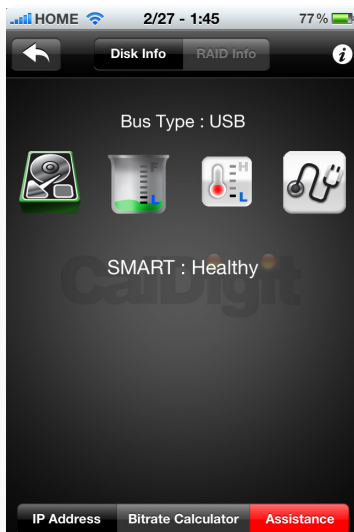 HOME 2/27 - 1:45 77%
Disk Info RAID Info i
Bus Type : USB
F L H L
SMART : Healthy
CalDigit
IP Address Bitrate Calculator Assistance